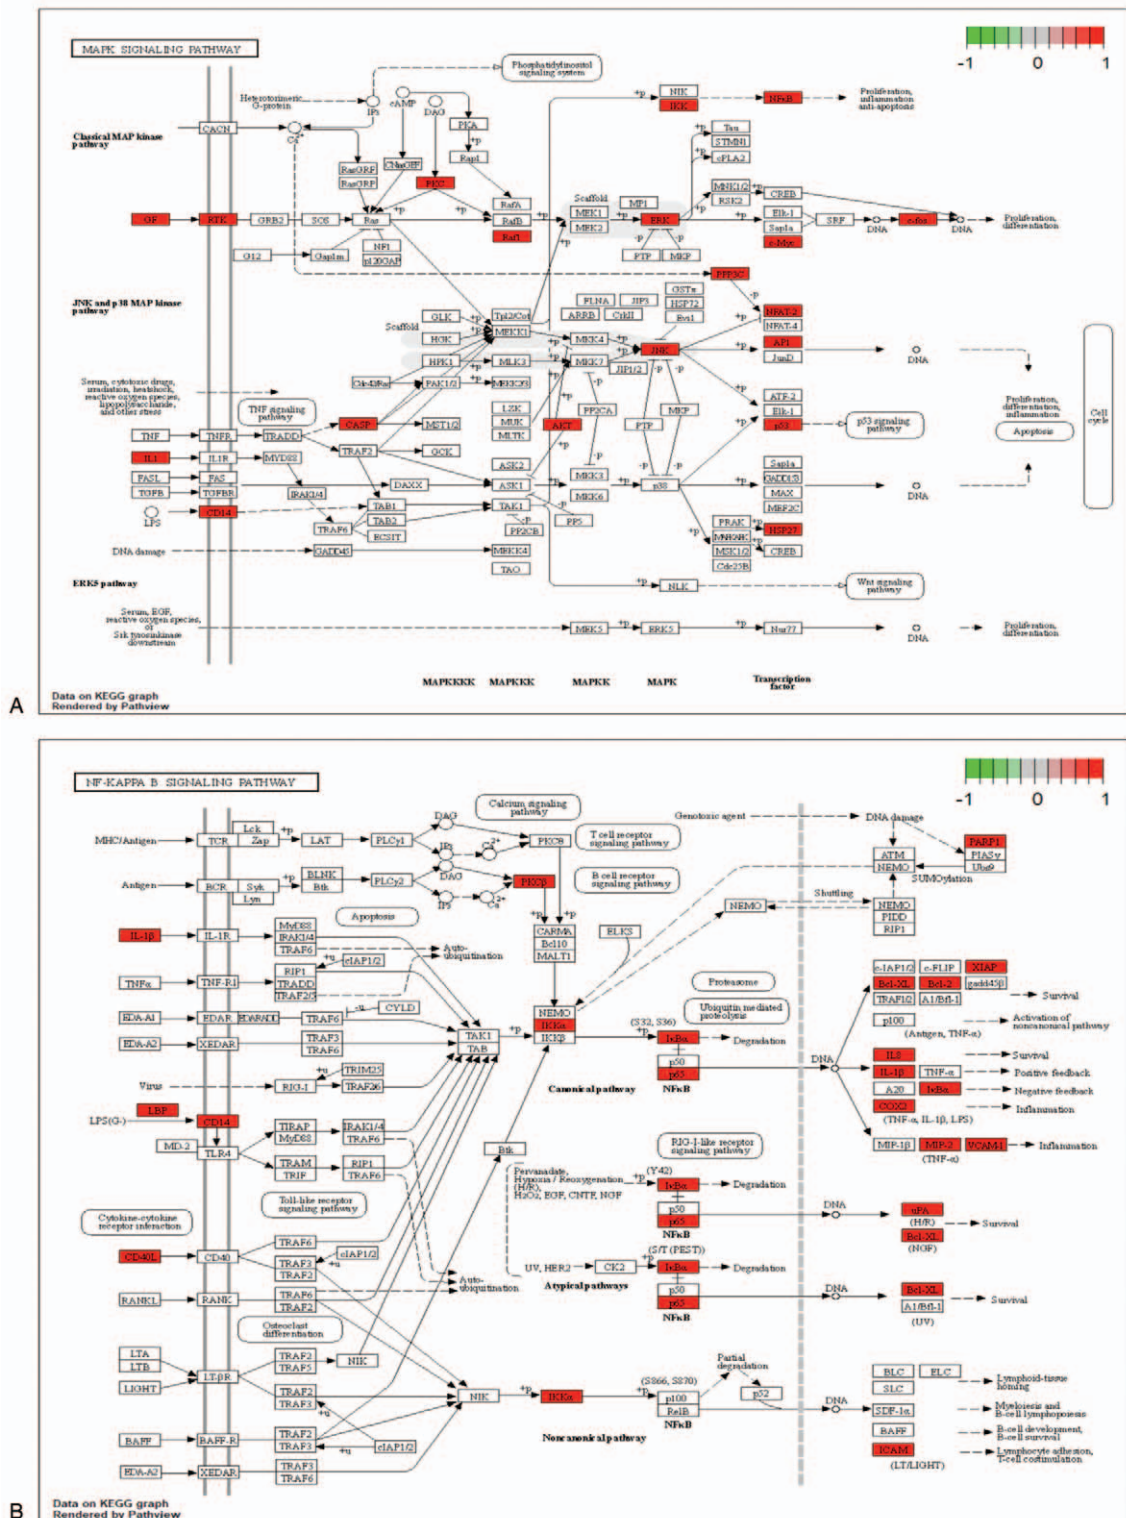 MAPK SIGNALING PATHWAY
-1 0 1
Phosphatidylinositol
signaling system
Heterotorimeric
G-protein
IP3
cAMP
DAG
NIK
IKK
+p
NFκB
Proliferation,
inflammation
anti-apoptosis
Classical MAP kinase
pathway
CACN
Ca2+
PKA
+p
Rap1
RasGRF
RasGRP
CNasGEF
PKC
Tau
STMN1
cPLA2
GF
RTK
GRB2
SOS
Ras
RafA
RafB
Raf1
Scaffold
MEK1
MEK2
MP1
ERK
MNK1/2
RSK2
CREB
Elk-1
Sap1a
c-Myc
SRF
DNA
c-fos
DNA
Proliferation,
differentiation
G12
Gap1m
NF1
p120GAP
PTP
MKP
PPP3C
JNK and p38 MAP kinase
pathway
Scaffold
GLK
HGK
HPK1
Tpl2/Cot
MEKK1
MLK3
MEKK2/3
FLNA
JIP3
ARRB
CrkII
GSTπ
HSP72
Evi1
MKK4
MKK7
JNK
JIP1/2
NFAT-2
NFAT-4
AP1
JunD
DNA
Cdc42/Rac
PAK1/2
Serum, cytotoxic drugs,
irradiation, heatshock,
reactive oxygen species,
lipopolysaccharide,
and other stress
TNF signaling
pathway
CASP
MST1/2
LZK
MUK
MLTK
AKT
PP2CA
MKP
PTP
ATF-2
Elk-1
p53
p53 signaling
pathway
Proliferation,
differentiation,
inflammation
Apoptosis
Cell
cycle
TNF
TNFR
TRADD
TRAF2
GCK
IL1
IL1R
MYD88
FASL
FAS
TGFB
TGFBR
IRAK1/4
DAXX
ASK2
ASK1
TAK1
MKK3
MKK6
p38
Sap1a
GADD153
MAX
MEF2C
DNA
LPS
CD14
TRAF6
TAB1
TAB2
ECSIT
PP2CB
PP5
PRAK
MAPKAPK
MSK1/2
Cdc25B
HSP27
CREB
DNA damage
GADD45
MEKK4
TAO
ERK5 pathway
NLK
Wnt signaling
pathway
Serum, EGF,
reactive oxygen species,
or
Srk tyrosinkinase
downstream
MEK5
ERK5
Nur77
DNA
Proliferation,
differentiation
MAPKKKK MAPKKK MAPKK MAPK Transcription
factor
Data on KEGG graph
Rendered by Pathview
A
NF-KAPPA B SIGNALING PATHWAY
-1 0 1
MHC/Antigen
TCR
Lck
Zap
+p
LAT
PLCγ1
DAG
IP3
Ca2+
PKCθ
Calcium signaling
pathway
T cell receptor
signaling pathway
Genotoxic agent
DNA damage
ATM
NEMO
PARP1
PIASy
Ubc9
SUMOylation
Antigen
BCR
Syk
Lyn
+p
BLNK
Btk
PLCγ2
DAG
IP3
Ca2+
PKCβ
B cell receptor
signaling pathway
Shuttling
NEMO
NEMO
PIDD
RIP1
Apoptosis
IL-1β
IL-1R
MyD88
IRAK1/4
TRAF6
Auto-
ubiquitination
CARMA
Bcl10
MALT1
ELKS
TNFα
TNF-R1
RIP1
TRADD
TRAF2/5
+u
cIAP1/2
Proteasome
Ubiquitin mediated
proteolysis
c-IAP1/2
c-FLIP
XIAP
Bcl-XL
Bcl-2
gadd45β
TRAF1/2
A1/Bfl-1
Survival
EDA-A1
EDAR
EDARADD
TRAF6
-u
CYLD
NEMO
IKKα
IKKβ
p100
(Antigen, TNF-α)
Activation of
noncanonical pathway
EDA-A2
XEDAR
TRAF3
TRAF6
TAK1
TAB
+p
(S32, S36)
+p
IκBα
Degradation
p50
p65
NFκB
Canonical pathway
DNA
IL8
Survival
IL-1β
TNF-α
Positive feedback
A20
IκBα
Negative feedback
COX2
Inflammation
(TNF-α, IL-1β, LPS)
Virus
RIG-I
+u
TRIM25
TRAF2/6
LBP
LPS(G-)
CD14
MD-2
TLR4
TIRAP
MyD88
IRAK1/4
TRAF6
TRAM
TRIF
RIP1
TRAF6
Btk
MIP-1β
MIP-2
VCAM-1
Inflammation
(TNF-α)
RIG-I-like receptor
signaling pathway
Toll-like receptor
signaling pathway
Pervanadate,
Hypoxia / Reoxygenation
(H/R),
H2O2, EGF, CNTF, NGF
(Y42)
+p
IκBα
Degradation
p50
p65
NFκB
DNA
uPA
(H/R)
Bcl-XL
(NGF)
Survival
Cytokine-cytokine
receptor interaction
CD40L
CD40
TRAF6
TRAF3
TRAF2
cIAP1/2
+u
Auto-
ubiquitination
UV, HER2
CK2
(S/T (PEST))
+p
IκBα
Degradation
Atypical pathways
p50
p65
NFκB
DNA
Bcl-XL
A1/Bfl-1
(UV)
Survival
RANKL
RANK
TRAF6
TRAF2
Osteoclast
differentiation
LTA
LTB
LIGHT
LT-βR
TRAF2
TRAF5
NIK
TRAF2
TRAF3
+u
cIAP1/2
NIK
+p
IKKα
(S866, S870)
+p
p100
RelB
NFκB
Partial
degradation
p52
DNA
BLC
ELC
SLC
Lymphoid-tissue
homing
SDF-1α
Myeloiesis and
B-cell lymphopoiesis
BAFF
B-cell development,
B-cell survival
ICAM
Lymphocyte adhesion,
T-cell costimulation
(LT/LIGHT)
Noncanonical pathway
BAFF
BAFF-R
TRAF2
TRAF3
+u
EDA-A2
XEDAR
TRAF3
TRAF6
Data on KEGG graph
Rendered by Pathview
B